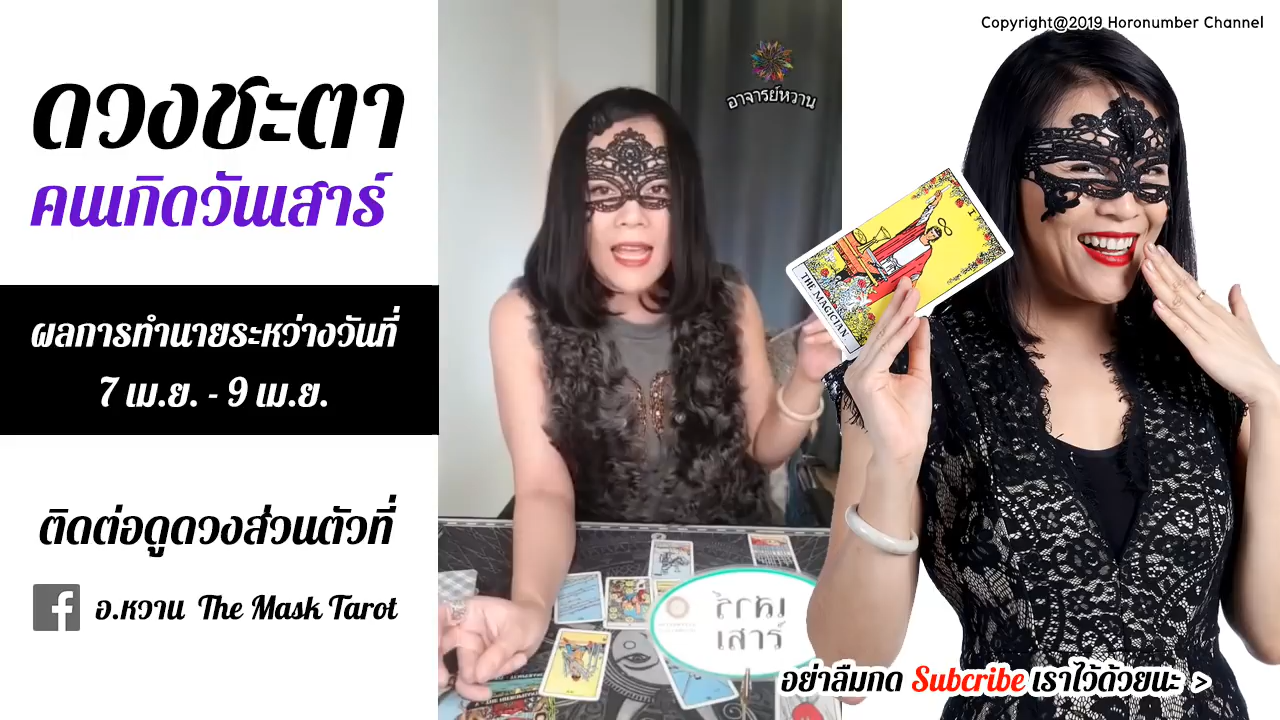 Copyright@2019 Horonumber Channel
ดวงชะตา
คนเกิดวันเสาร์
ผลการทำนายระหว่างวันที่
7 เม.ย. - 9 เม.ย.
ติดต่อดูดวงส่วนตัวที่
อ.หวาน The Mask Tarot
อาจารย์หวาน
I
THE MAGICIAN
เสาร์
อย่าลืมกด Subcribe เราไว้ด้วยนะ >